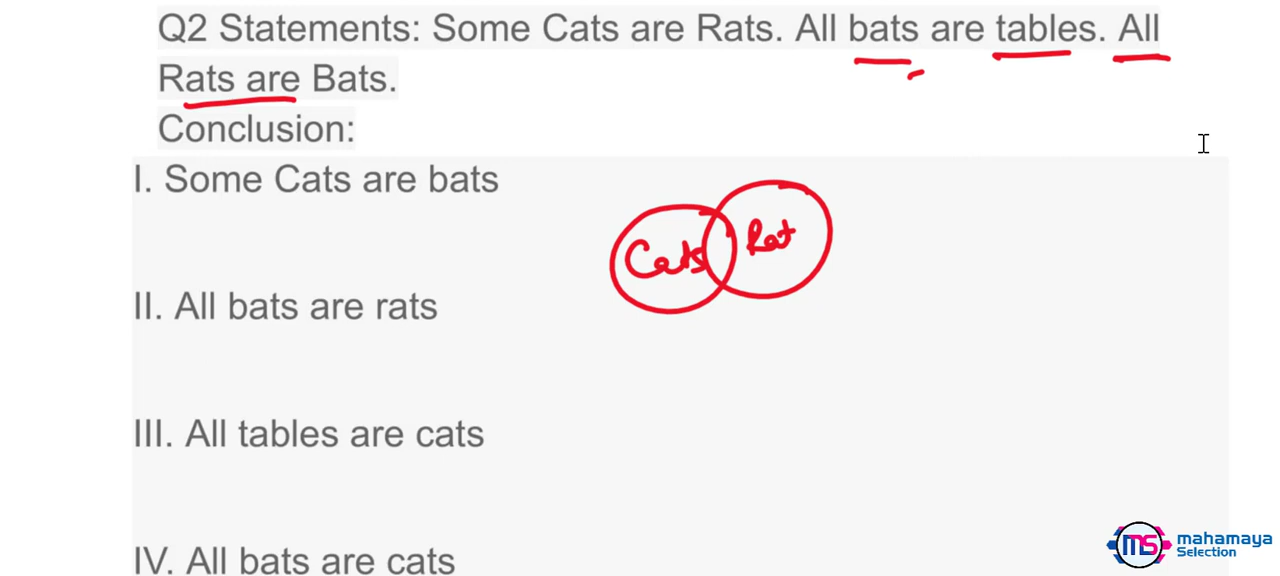 Q2 Statements: Some Cats are Rats. All bats are tables. All
Rats are Bats.
Conclusion:
I. Some Cats are bats
Cats Rat
II. All bats are rats
III. All tables are cats
IV. All bats are cats
MS mahamaya
Selection